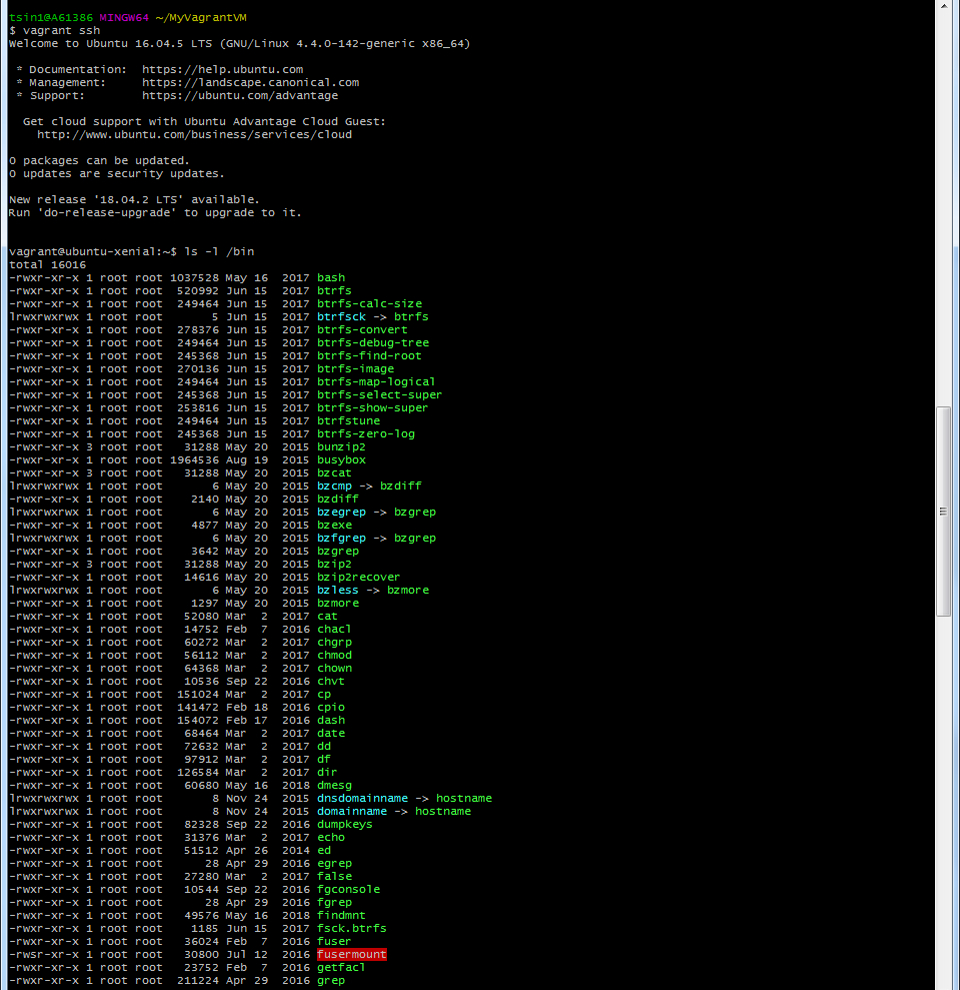 tsin1@A61386 MINGW64 ~/MyVagrantVM
$ vagrant ssh
Welcome to Ubuntu 16.04.5 LTS (GNU/Linux 4.4.0-142-generic x86_64)

 * Documentation:  https://help.ubuntu.com
 * Management:     https://landscape.canonical.com
 * Support:        https://ubuntu.com/advantage

  Get cloud support with Ubuntu Advantage Cloud Guest:
    http://www.ubuntu.com/business/services/cloud

0 packages can be updated.
0 updates are security updates.

New release '18.04.2 LTS' available.
Run 'do-release-upgrade' to upgrade to it.

vagrant@ubuntu-xenial:~$ ls -l /bin
total 16016
-rwxr-xr-x 1 root root 1037528 May 16  2017 bash
-rwxr-xr-x 1 root root  520992 Jun 15  2017 btrfs
-rwxr-xr-x 1 root root  249464 Jun 15  2017 btrfs-calc-size
lrwxrwxrwx 1 root root       5 Jun 15  2017 btrfsck -> btrfs
-rwxr-xr-x 1 root root  278376 Jun 15  2017 btrfs-convert
-rwxr-xr-x 1 root root  249464 Jun 15  2017 btrfs-debug-tree
-rwxr-xr-x 1 root root  245368 Jun 15  2017 btrfs-find-root
-rwxr-xr-x 1 root root  270136 Jun 15  2017 btrfs-image
-rwxr-xr-x 1 root root  249464 Jun 15  2017 btrfs-map-logical
-rwxr-xr-x 1 root root  245368 Jun 15  2017 btrfs-select-super
-rwxr-xr-x 1 root root  253816 Jun 15  2017 btrfs-show-super
-rwxr-xr-x 1 root root  249464 Jun 15  2017 btrfstune
-rwxr-xr-x 1 root root  245368 Jun 15  2017 btrfs-zero-log
-rwxr-xr-x 3 root root   31288 May 20  2015 bunzip2
-rwxr-xr-x 1 root root 1964536 Aug 19  2015 busybox
-rwxr-xr-x 3 root root   31288 May 20  2015 bzcat
lrwxrwxrwx 1 root root       6 May 20  2015 bzcmp -> bzdiff
-rwxr-xr-x 1 root root    2140 May 20  2015 bzdiff
lrwxrwxrwx 1 root root       6 May 20  2015 bzegrep -> bzgrep
-rwxr-xr-x 1 root root    4877 May 20  2015 bzexe
lrwxrwxrwx 1 root root       6 May 20  2015 bzfgrep -> bzgrep
-rwxr-xr-x 1 root root    3642 May 20  2015 bzgrep
-rwxr-xr-x 3 root root   31288 May 20  2015 bzip2
-rwxr-xr-x 1 root root   14616 May 20  2015 bzip2recover
lrwxrwxrwx 1 root root       6 May 20  2015 bzless -> bzmore
-rwxr-xr-x 1 root root    1297 May 20  2015 bzmore
-rwxr-xr-x 1 root root   52080 Mar  2  2017 cat
-rwxr-xr-x 1 root root   14752 Feb  7  2016 chacl
-rwxr-xr-x 1 root root   60272 Mar  2  2017 chgrp
-rwxr-xr-x 1 root root   56112 Mar  2  2017 chmod
-rwxr-xr-x 1 root root   64368 Mar  2  2017 chown
-rwxr-xr-x 1 root root   10536 Sep 22  2016 chvt
-rwxr-xr-x 1 root root  151024 Mar  2  2017 cp
-rwxr-xr-x 1 root root  141472 Feb 18  2016 cpio
-rwxr-xr-x 1 root root  154072 Feb 17  2016 dash
-rwxr-xr-x 1 root root   68464 Mar  2  2017 date
-rwxr-xr-x 1 root root   72632 Mar  2  2017 dd
-rwxr-xr-x 1 root root   97912 Mar  2  2017 df
-rwxr-xr-x 1 root root  126584 Mar  2  2017 dir
-rwxr-xr-x 1 root root   60680 May 16  2018 dmesg
lrwxrwxrwx 1 root root       8 Nov 24  2015 dnsdomainname -> hostname
lrwxrwxrwx 1 root root       8 Nov 24  2015 domainname -> hostname
-rwxr-xr-x 1 root root   82328 Sep 22  2016 dumpkeys
-rwxr-xr-x 1 root root   31376 Mar  2  2017 echo
-rwxr-xr-x 1 root root   51512 Apr 26  2014 ed
-rwxr-xr-x 1 root root      28 Apr 29  2016 egrep
-rwxr-xr-x 1 root root   27280 Mar  2  2017 false
-rwxr-xr-x 1 root root   10544 Sep 22  2016 fgconsole
-rwxr-xr-x 1 root root      28 Apr 29  2016 fgrep
-rwxr-xr-x 1 root root   49576 May 16  2018 findmnt
-rwxr-xr-x 1 root root    1185 Jun 15  2017 fsck.btrfs
-rwxr-xr-x 1 root root   36024 Feb  7  2016 fuser
-rwsr-xr-x 1 root root   30800 Jul 12  2016 fusermount
-rwxr-xr-x 1 root root   23752 Feb  7  2016 getfacl
-rwxr-xr-x 1 root root  211224 Apr 29  2016 grep